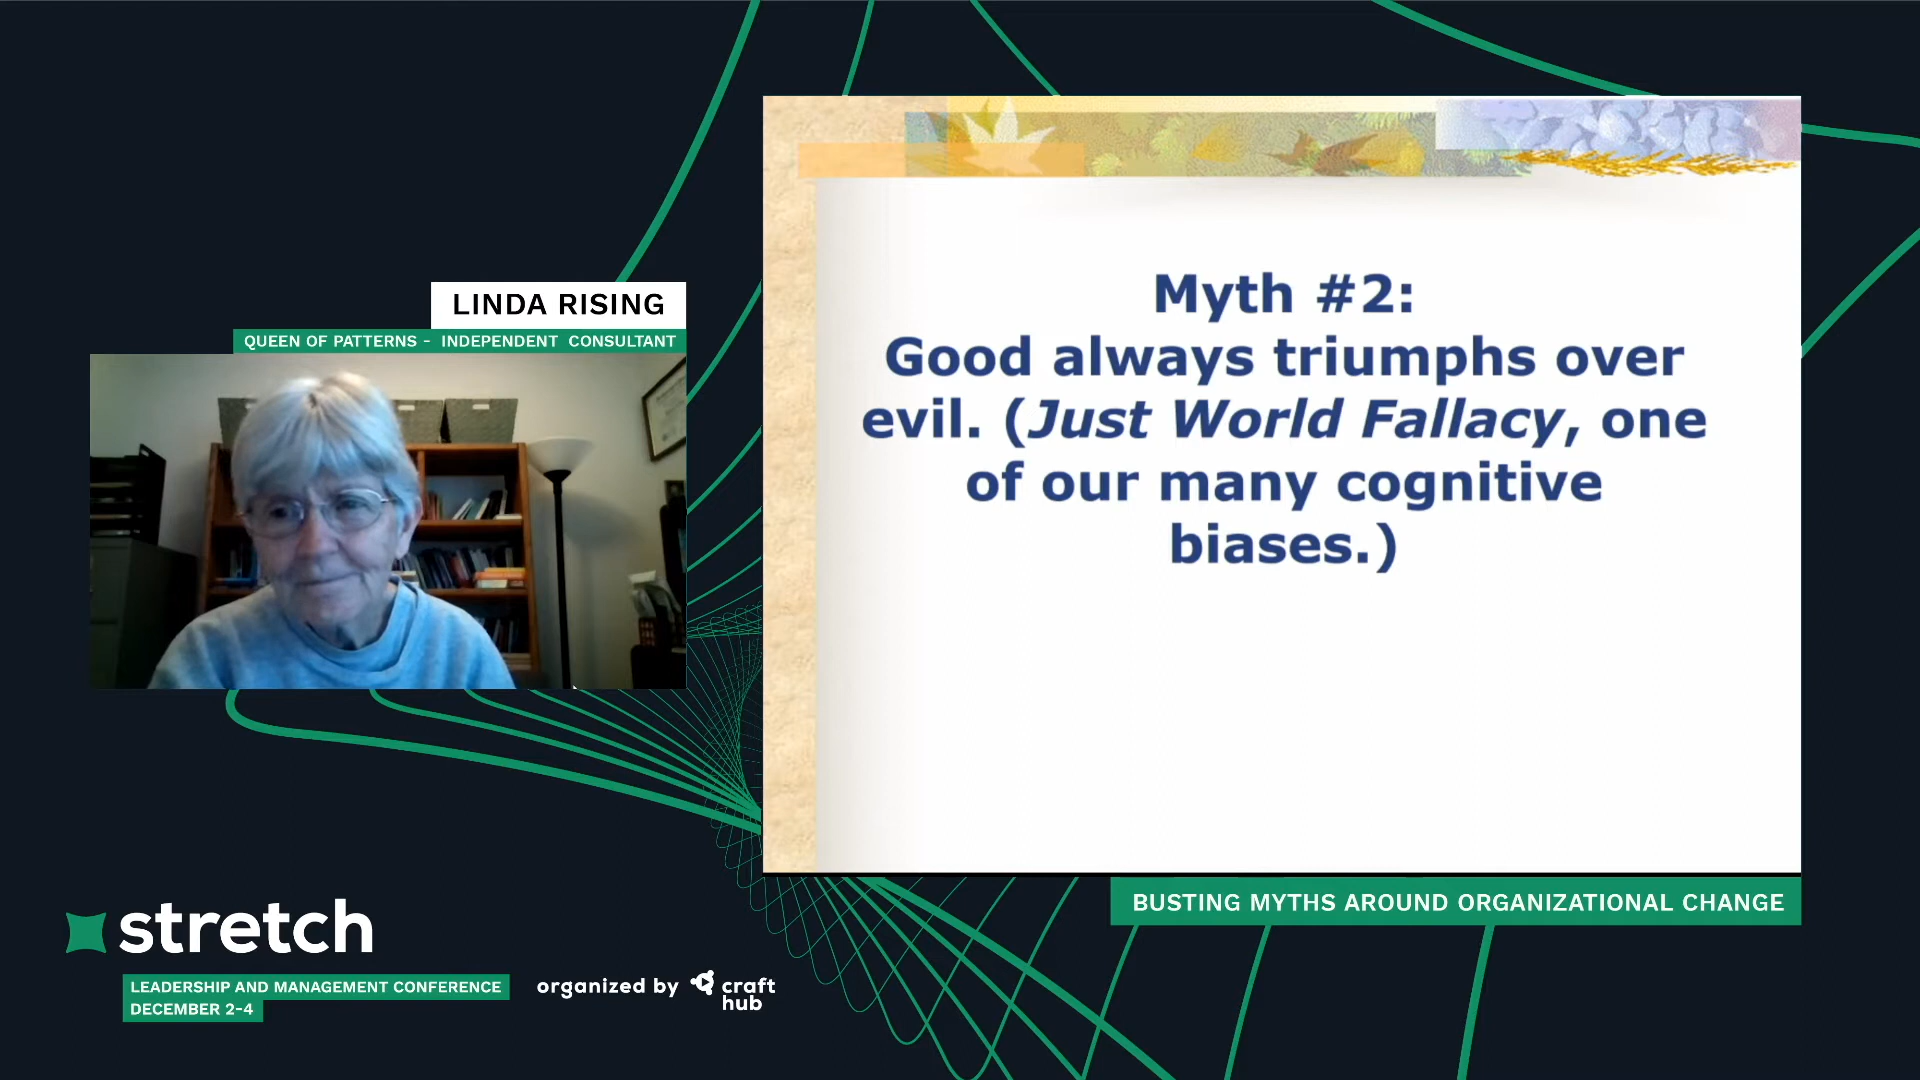 LINDA RISING
QUEEN OF PATTERNS - INDEPENDENT CONSULTANT
Myth #2:
Good always triumphs over
evil. (Just World Fallacy, one
of our many cognitive
biases.)
BUSTING MYTHS AROUND ORGANIZATIONAL CHANGE
stretch
LEADERSHIP AND MANAGEMENT CONFERENCE
DECEMBER 2-4
organized by
craft
hub